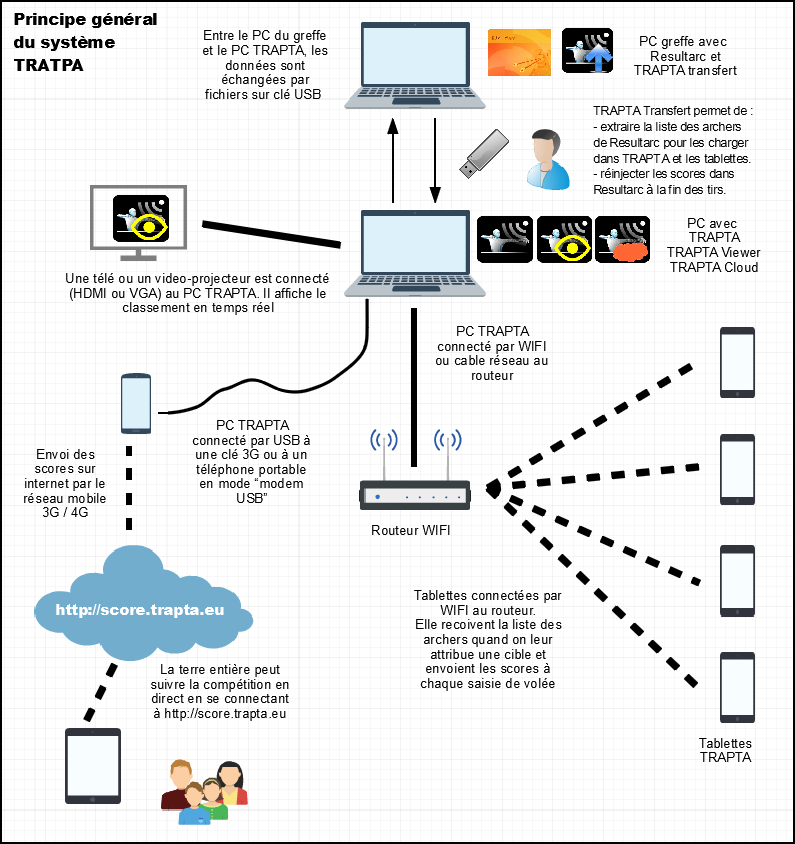 Principe général
du système
TRATPA
Entre le PC du greffe
et le PC TRAPTA, les
données sont
échangées par
fichiers sur clé USB
PC greffe avec
Resultarc et
TRAPTA transfert
TRAPTA Transfert permet de :
- extraire la liste des archers
de Resultarc pour les charger
dans TRAPTA et les tablettes.
- réinjecter les scores dans
Resultarc à la fin des tirs.
PC avec
TRAPTA
TRAPTA Viewer
TRAPTA Cloud
Une télé ou un video-projecteur est connecté
(HDMI ou VGA) au PC TRAPTA. Il affiche le
classement en temps réel
PC TRAPTA
connecté par WIFI
ou cable réseau au
routeur
PC TRAPTA
connecté par USB à
une clé 3G ou à un
téléphone portable
en mode “modem
USB”
Envoi des
scores sur
internet par le
réseau mobile
3G / 4G
Routeur WIFI
http://score.trapta.eu
Tablettes connectées par
WIFI au routeur.
Elle recoivent la liste des
archers quand on leur
attribue une cible et
envoient les scores à
chaque saisie de volée
La terre entière peut
suivre la compétition en
direct en se connectant
à http://score.trapta.eu
Tablettes
TRAPTA